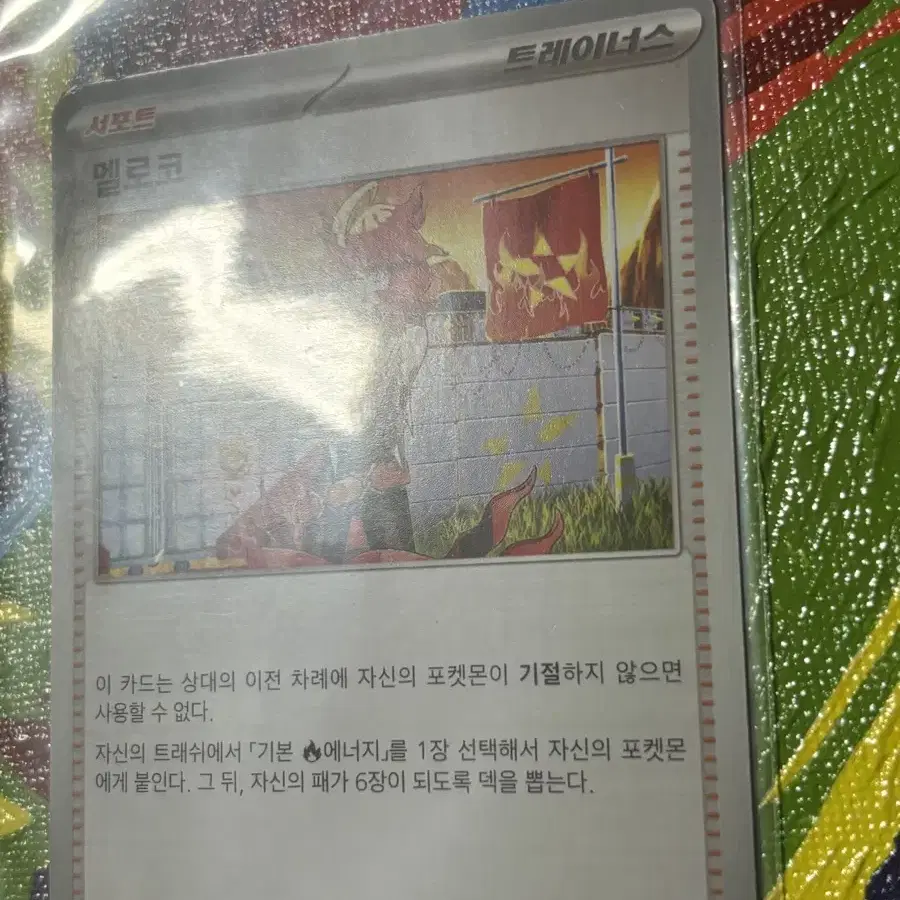 트레이너스
서포트
멜로코
이 카드는 상대의 이전 차례에 자신의 포켓몬이 기절하지 않으면
사용할 수 없다.
자신의 트래쉬에서 「기본 에너지」를 1장 선택해서 자신의 포켓몬
에게 붙인다. 그 뒤, 자신의 패가 6장이 되도록 덱을 뽑는다.